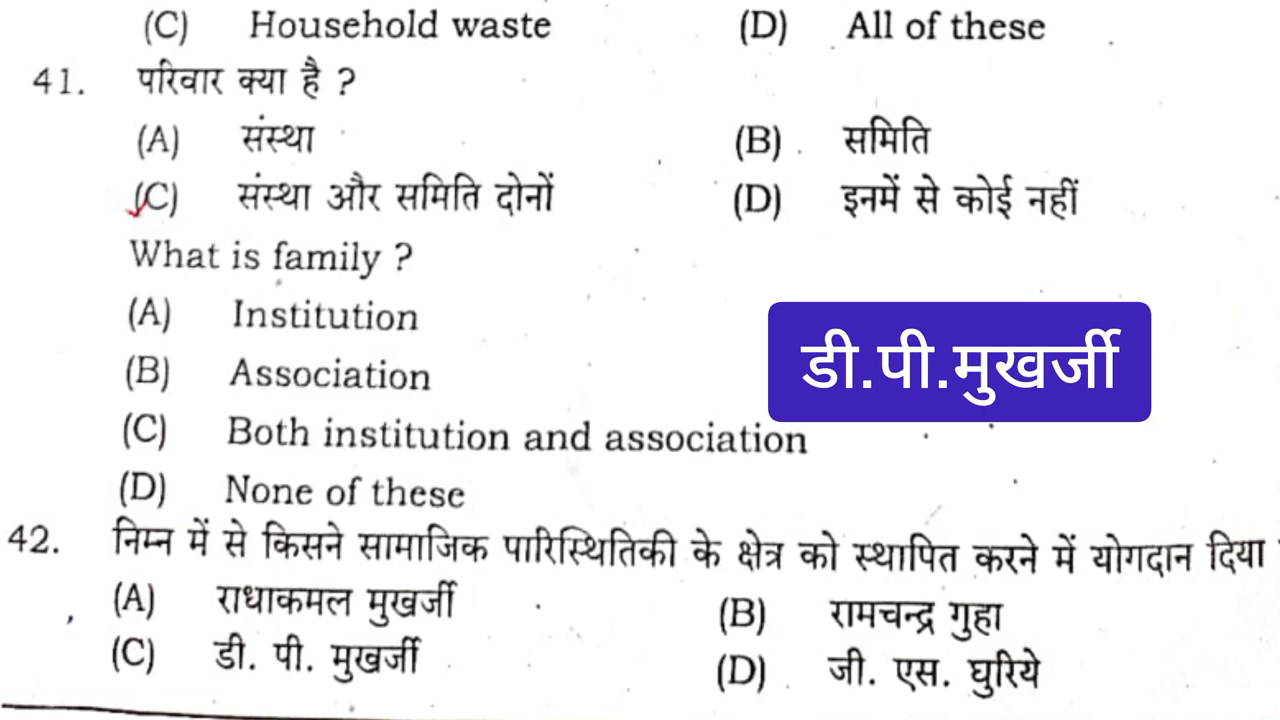 (C) Household waste (D) All of these
41. परिवार क्या है ?
(A) संस्था (B) समिति
(C) संस्था और समिति दोनों (D) इनमें से कोई नहीं
What is family ?
(A) Institution
(B) Association
(C) Both institution and association
(D) None of these
डी.पी.मुखर्जी
42. निम्न में से किसने सामाजिक पारिस्थितिकी के क्षेत्र को स्थापित करने में योगदान दिया
(A) राधाकमल मुखर्जी (B) रामचन्द्र गुहा
(C) डी. पी. मुखर्जी (D) जी. एस. घुरिये